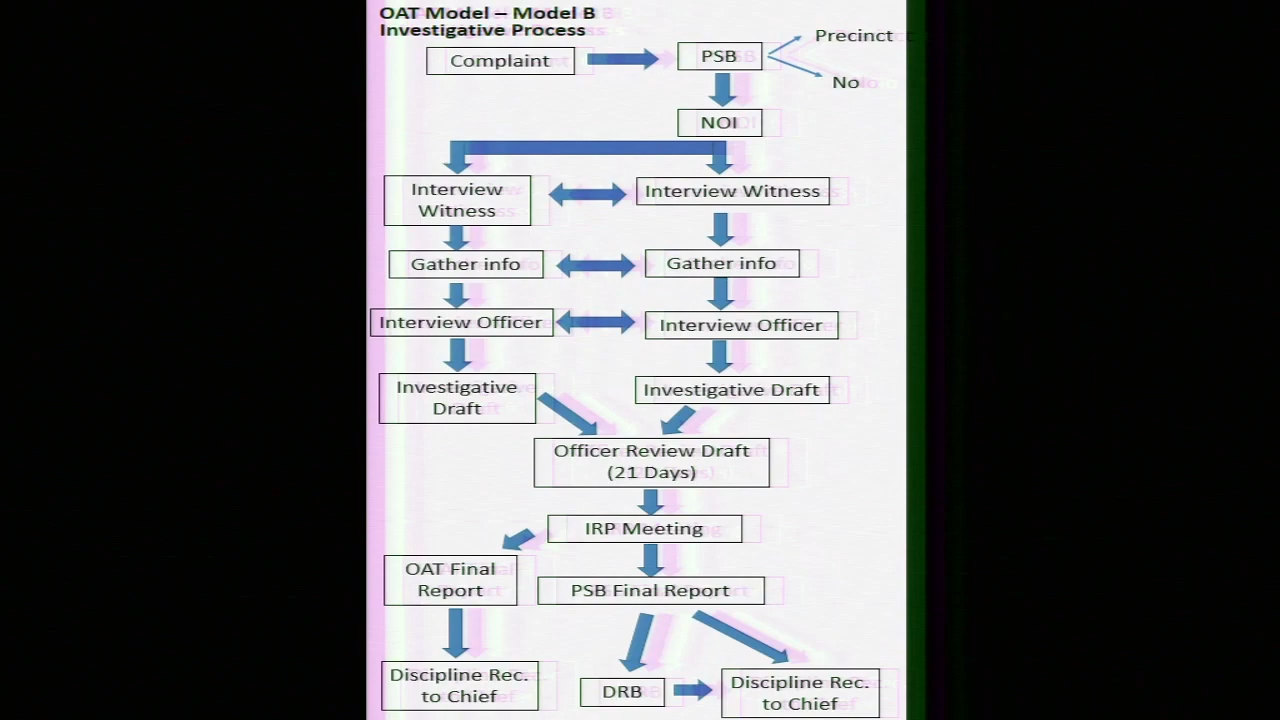 OAT Model – Model B
Investigative Process
Complaint
PSB
Precinct
No
NOI
Interview
Witness
Interview Witness
Gather info
Gather info
Interview Officer
Interview Officer
Investigative
Draft
Investigative Draft
Officer Review Draft
(21 Days)
IRP Meeting
OAT Final
Report
PSB Final Report
Discipline Rec.
to Chief
DRB
Discipline Rec.
to Chief